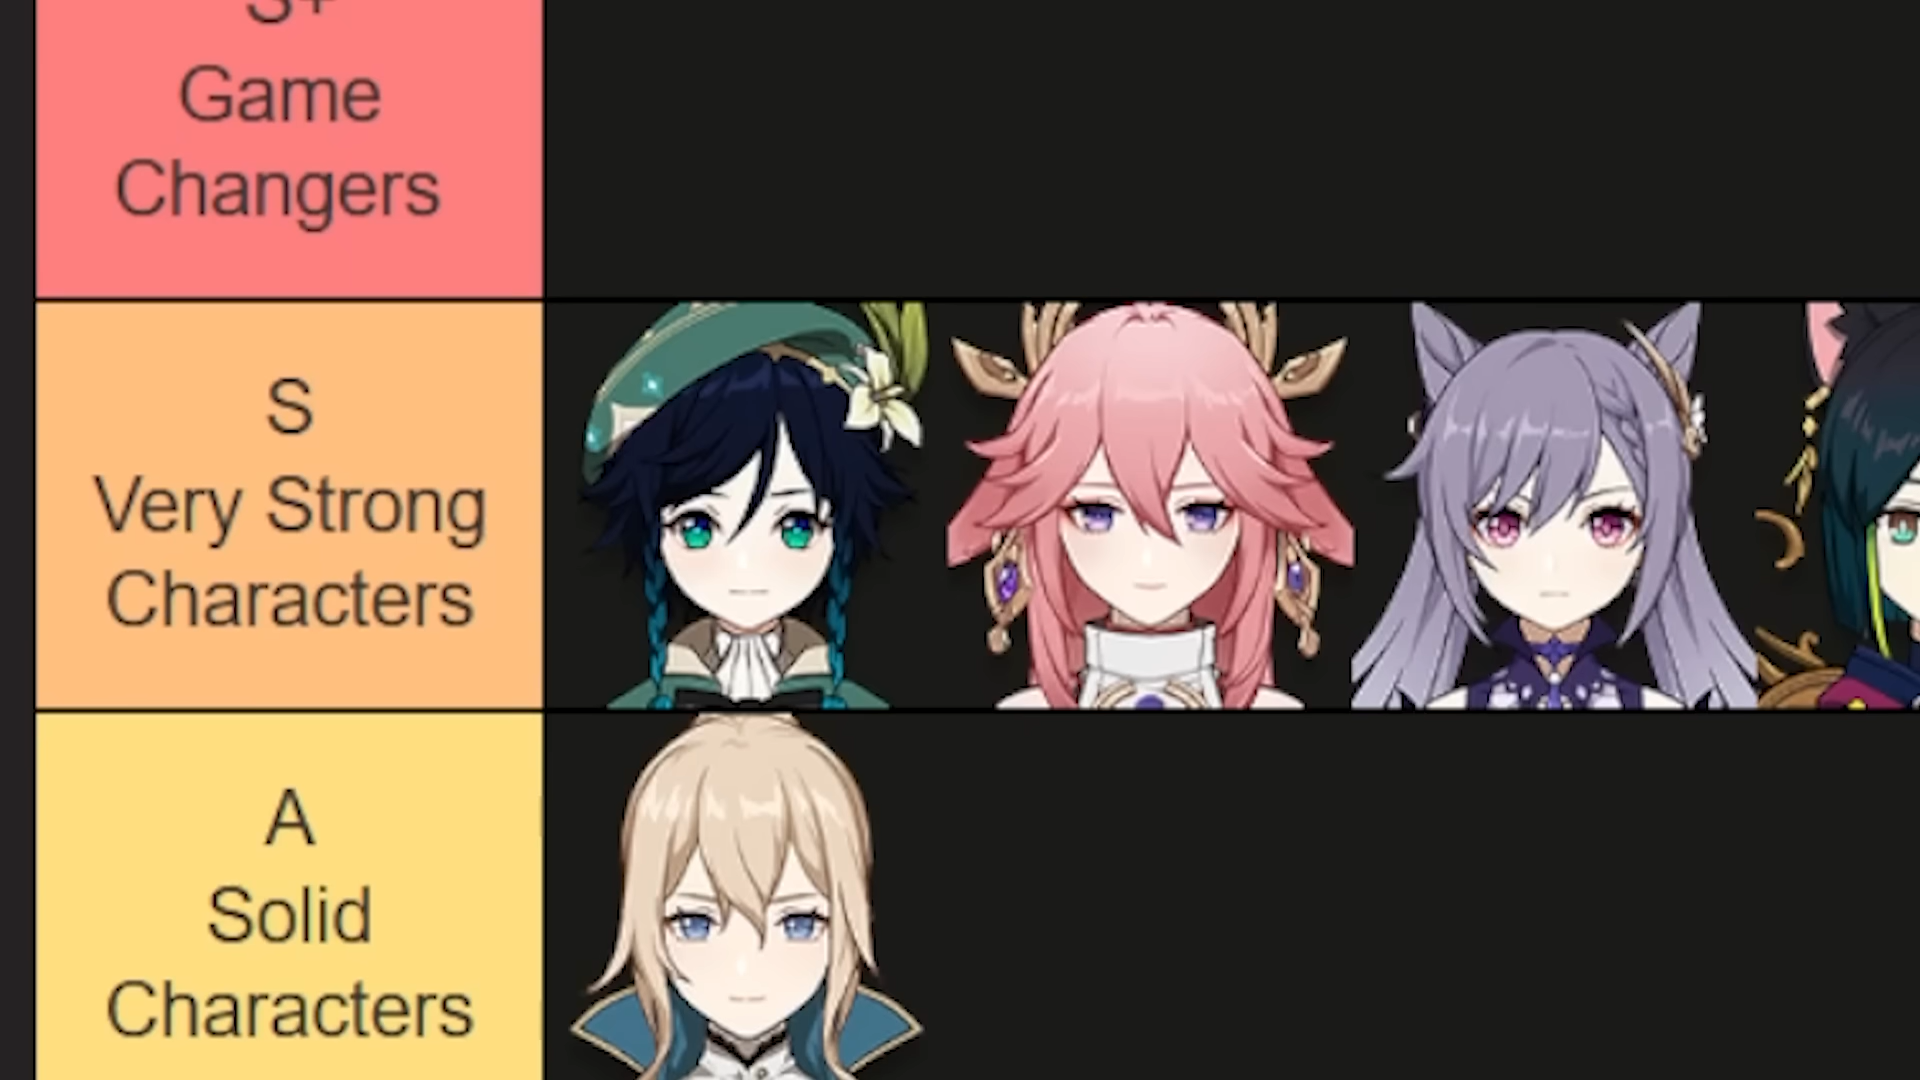 S+
Game
Changers
S
Very Strong
Characters
A
Solid
Characters